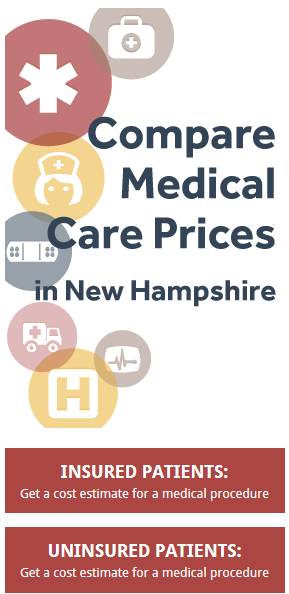 Compare
Medical
Care Prices
in New Hampshire
H
INSURED PATIENTS:
Get a cost estimate for a medical procedure
UNINSURED PATIENTS:
Get a cost estimate for a medical procedure